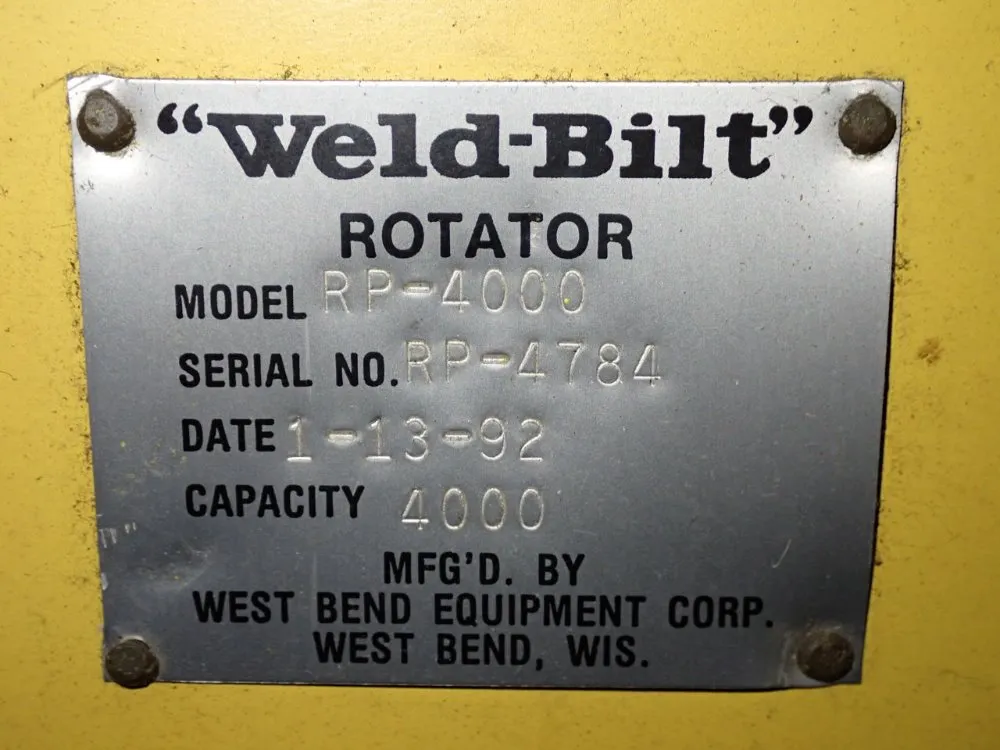 “Weld-Bilt”
ROTATOR
MODEL RP-4000
SERIAL NO. RP-4784
DATE 1-13-92
CAPACITY 4000
MFG'D. BY
WEST BEND EQUIPMENT CORP.
WEST BEND, WIS.